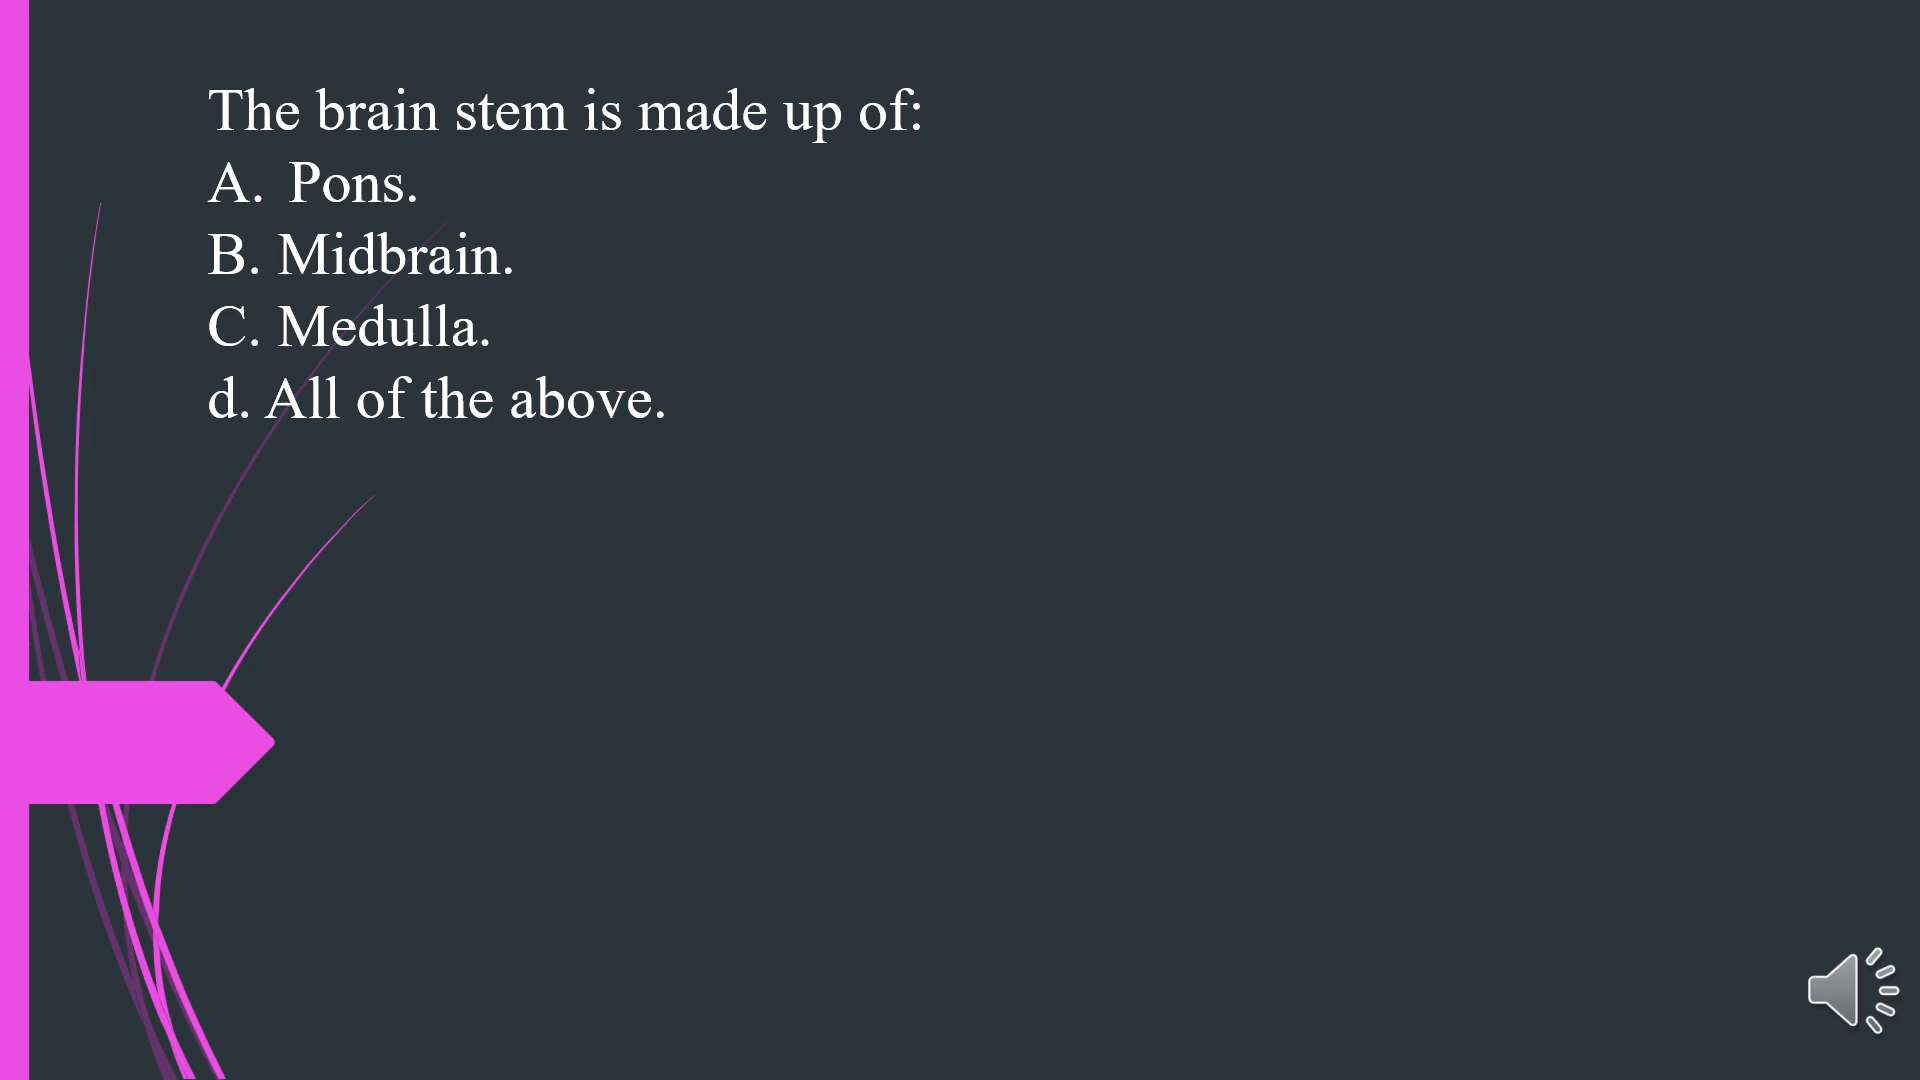 The brain stem is made up of:
A. Pons.
B. Midbrain.
C. Medulla.
d. All of the above.